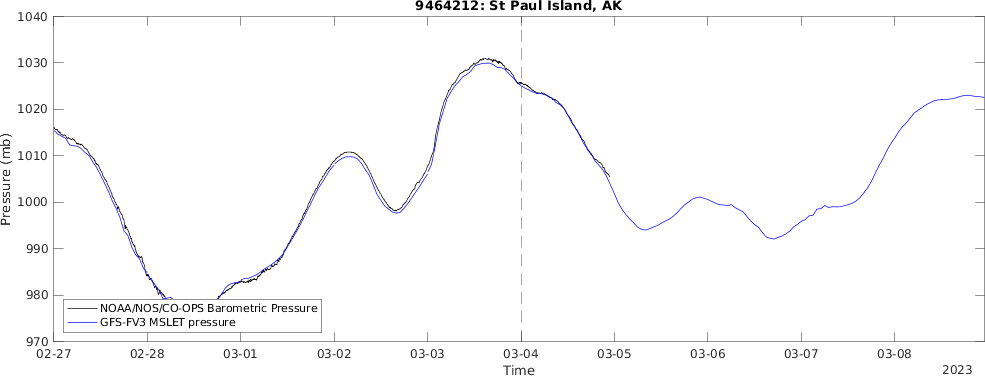 9464212: St Paul Island, AK
1040
1030
1020
1010
1000
990
980
970
Pressure (mb)
NOAA/NOS/CO-OPS Barometric Pressure
GFS-FV3 MSLET pressure
02-27 02-28 03-01 03-02 03-03 03-04 03-05 03-06 03-07 03-08
Time
2023